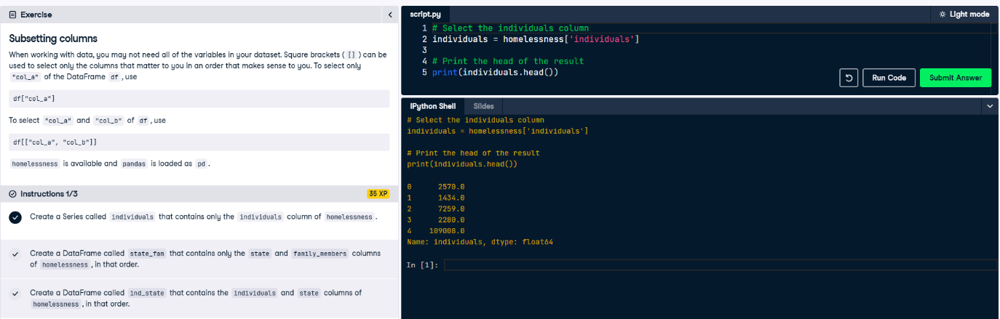 Exercise
Subsetting columns
When working with data, you may not need all of the variables in your dataset. Square brackets ( [] ) can be
used to select only the columns that matter to you in an order that makes sense to you. To select only
"col_a" of the DataFrame df , use
df["col_a"]
To select "col_a" and "col_b" of df , use
df[["col_a", "col_b"]]
homelessness is available and pandas is loaded as pd .
Instructions 1/3
35 XP
Create a Series called individuals that contains only the individuals column of homelessness .
Create a DataFrame called state_fam that contains only the state and family_members columns
of homelessness , in that order.
Create a DataFrame called ind_state that contains the individuals and state columns of
homelessness , in that order.
script.py
Light mode
1 # Select the individuals column
2 individuals = homelessness['individuals']
3
4 # Print the head of the result
5 print(individuals.head())
Run Code
Submit Answer
IPython Shell
Slides
# Select the individuals column
individuals = homelessness['individuals']
# Print the head of the result
print(individuals.head())
0 2570.0
1 1434.0
2 7259.0
3 2280.0
4 109008.0
Name: individuals, dtype: float64
In [1]: